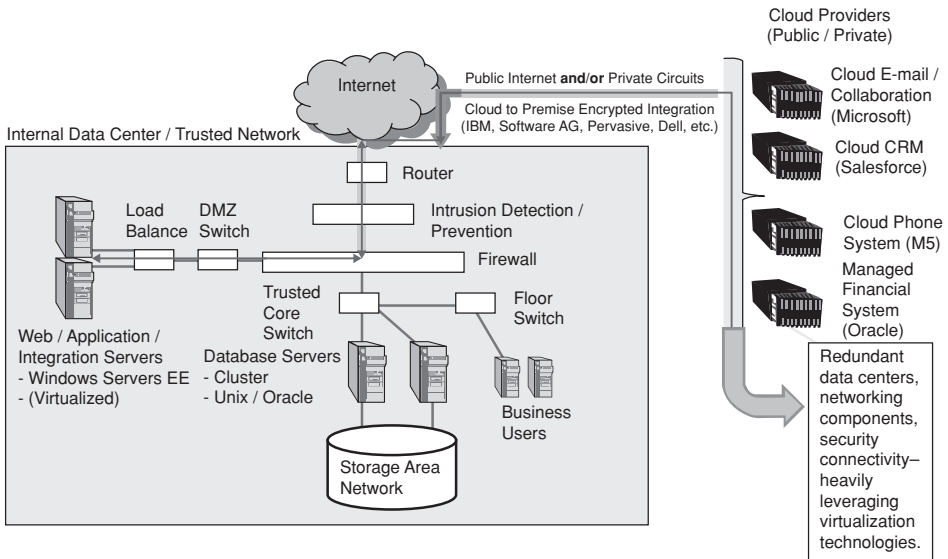 Cloud Providers
(Public / Private)
Internet
Public Internet and/or Private Circuits
Cloud to Premise Encrypted Integration
(IBM, Software AG, Pervasive, Dell, etc.)
Cloud E-mail /
Collaboration
(Microsoft)
Cloud CRM
(Salesforce)
Cloud Phone
System (M5)
Managed
Financial
System
(Oracle)
Redundant
data centers,
networking
components,
security
connectivity–
heavily
leveraging
virtualization
technologies.
Internal Data Center / Trusted Network
Router
Intrusion Detection /
Prevention
Load
Balance
DMZ
Switch
Firewall
Trusted
Core
Switch
Floor
Switch
Web / Application /
Integration Servers
- Windows Servers EE
- (Virtualized)
Database Servers
- Cluster
- Unix / Oracle
Business
Users
Storage Area
Network